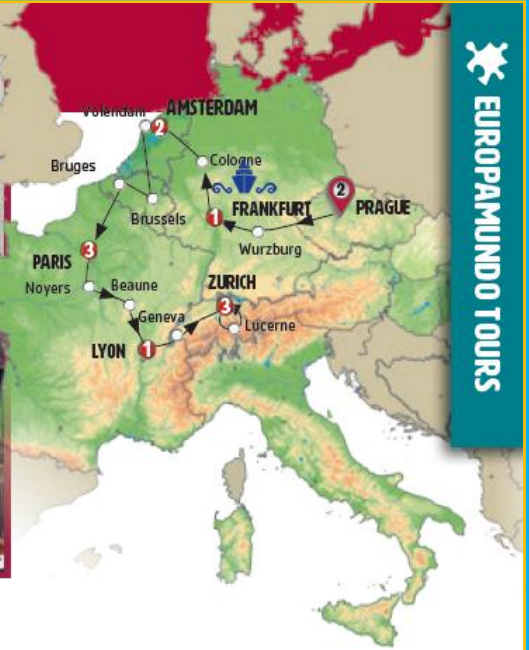 Volendam
AMSTERDAM
2
Cologne
Bruges
Brussels
1
FRANKFURT
2
PRAGUE
Wurzburg
3
PARIS
Noyers
Beaune
ZURICH
3
Geneva
Lucerne
LYON
1
EUROPAMUNDO TOURS